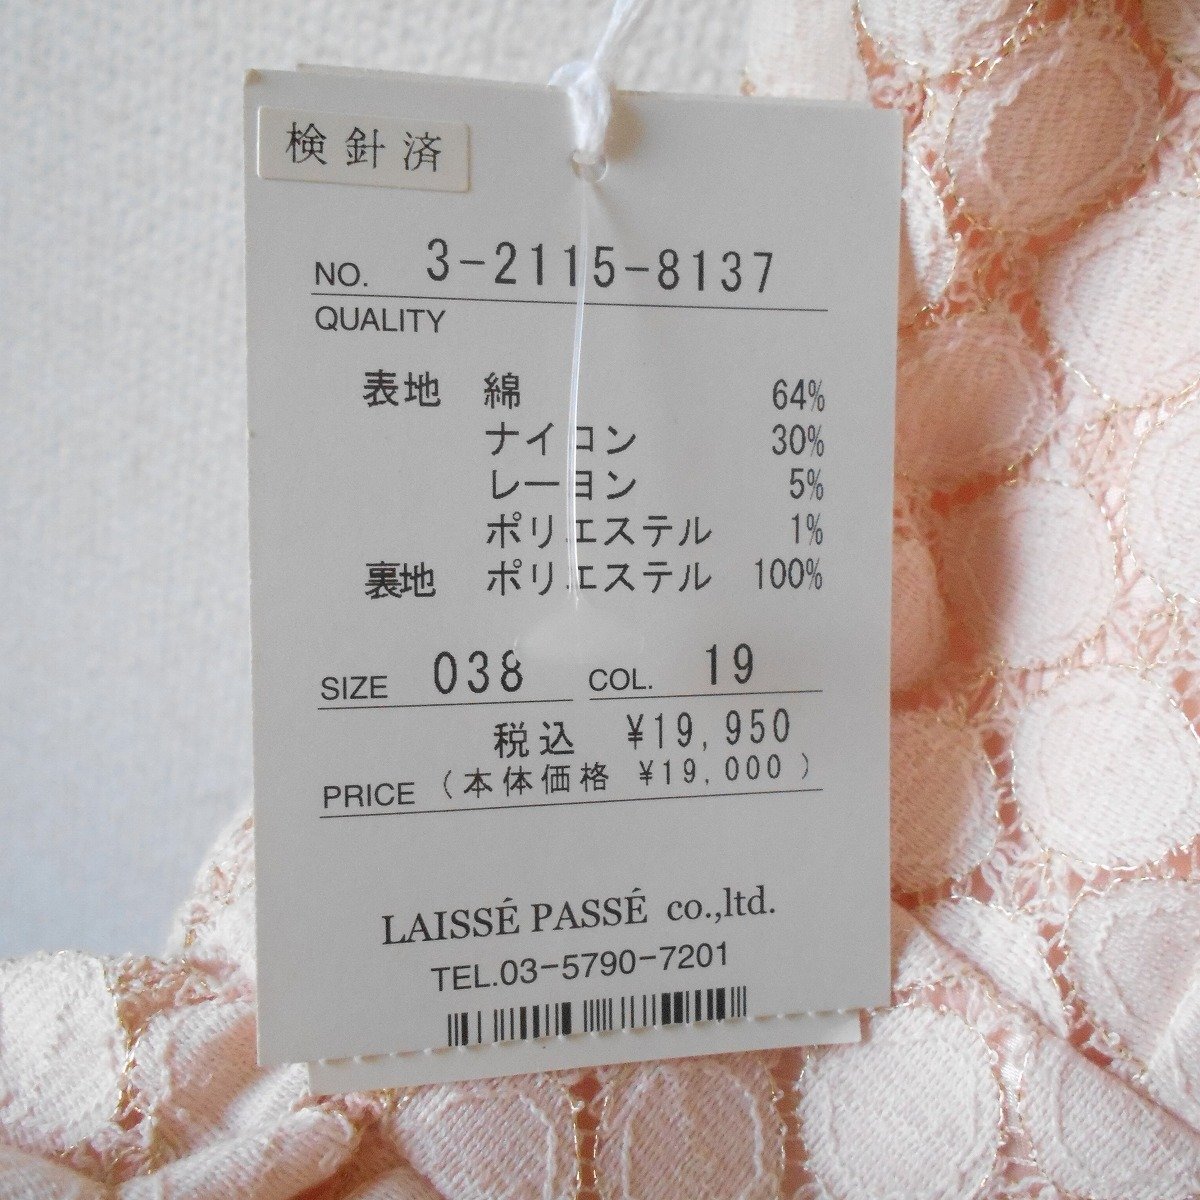 検針済
NO. 3-2115-8137
QUALITY
表地 綿 64%
ナイロン 30%
レーヨン 5%
ポリエステル 1%
裏地 ポリエステル 100%
SIZE 038 COL. 19
税込 ¥19,950
PRICE (本体価格 ¥19,000)
LAISSÉ PASSÉ co.,ltd.
TEL.03-5790-7201